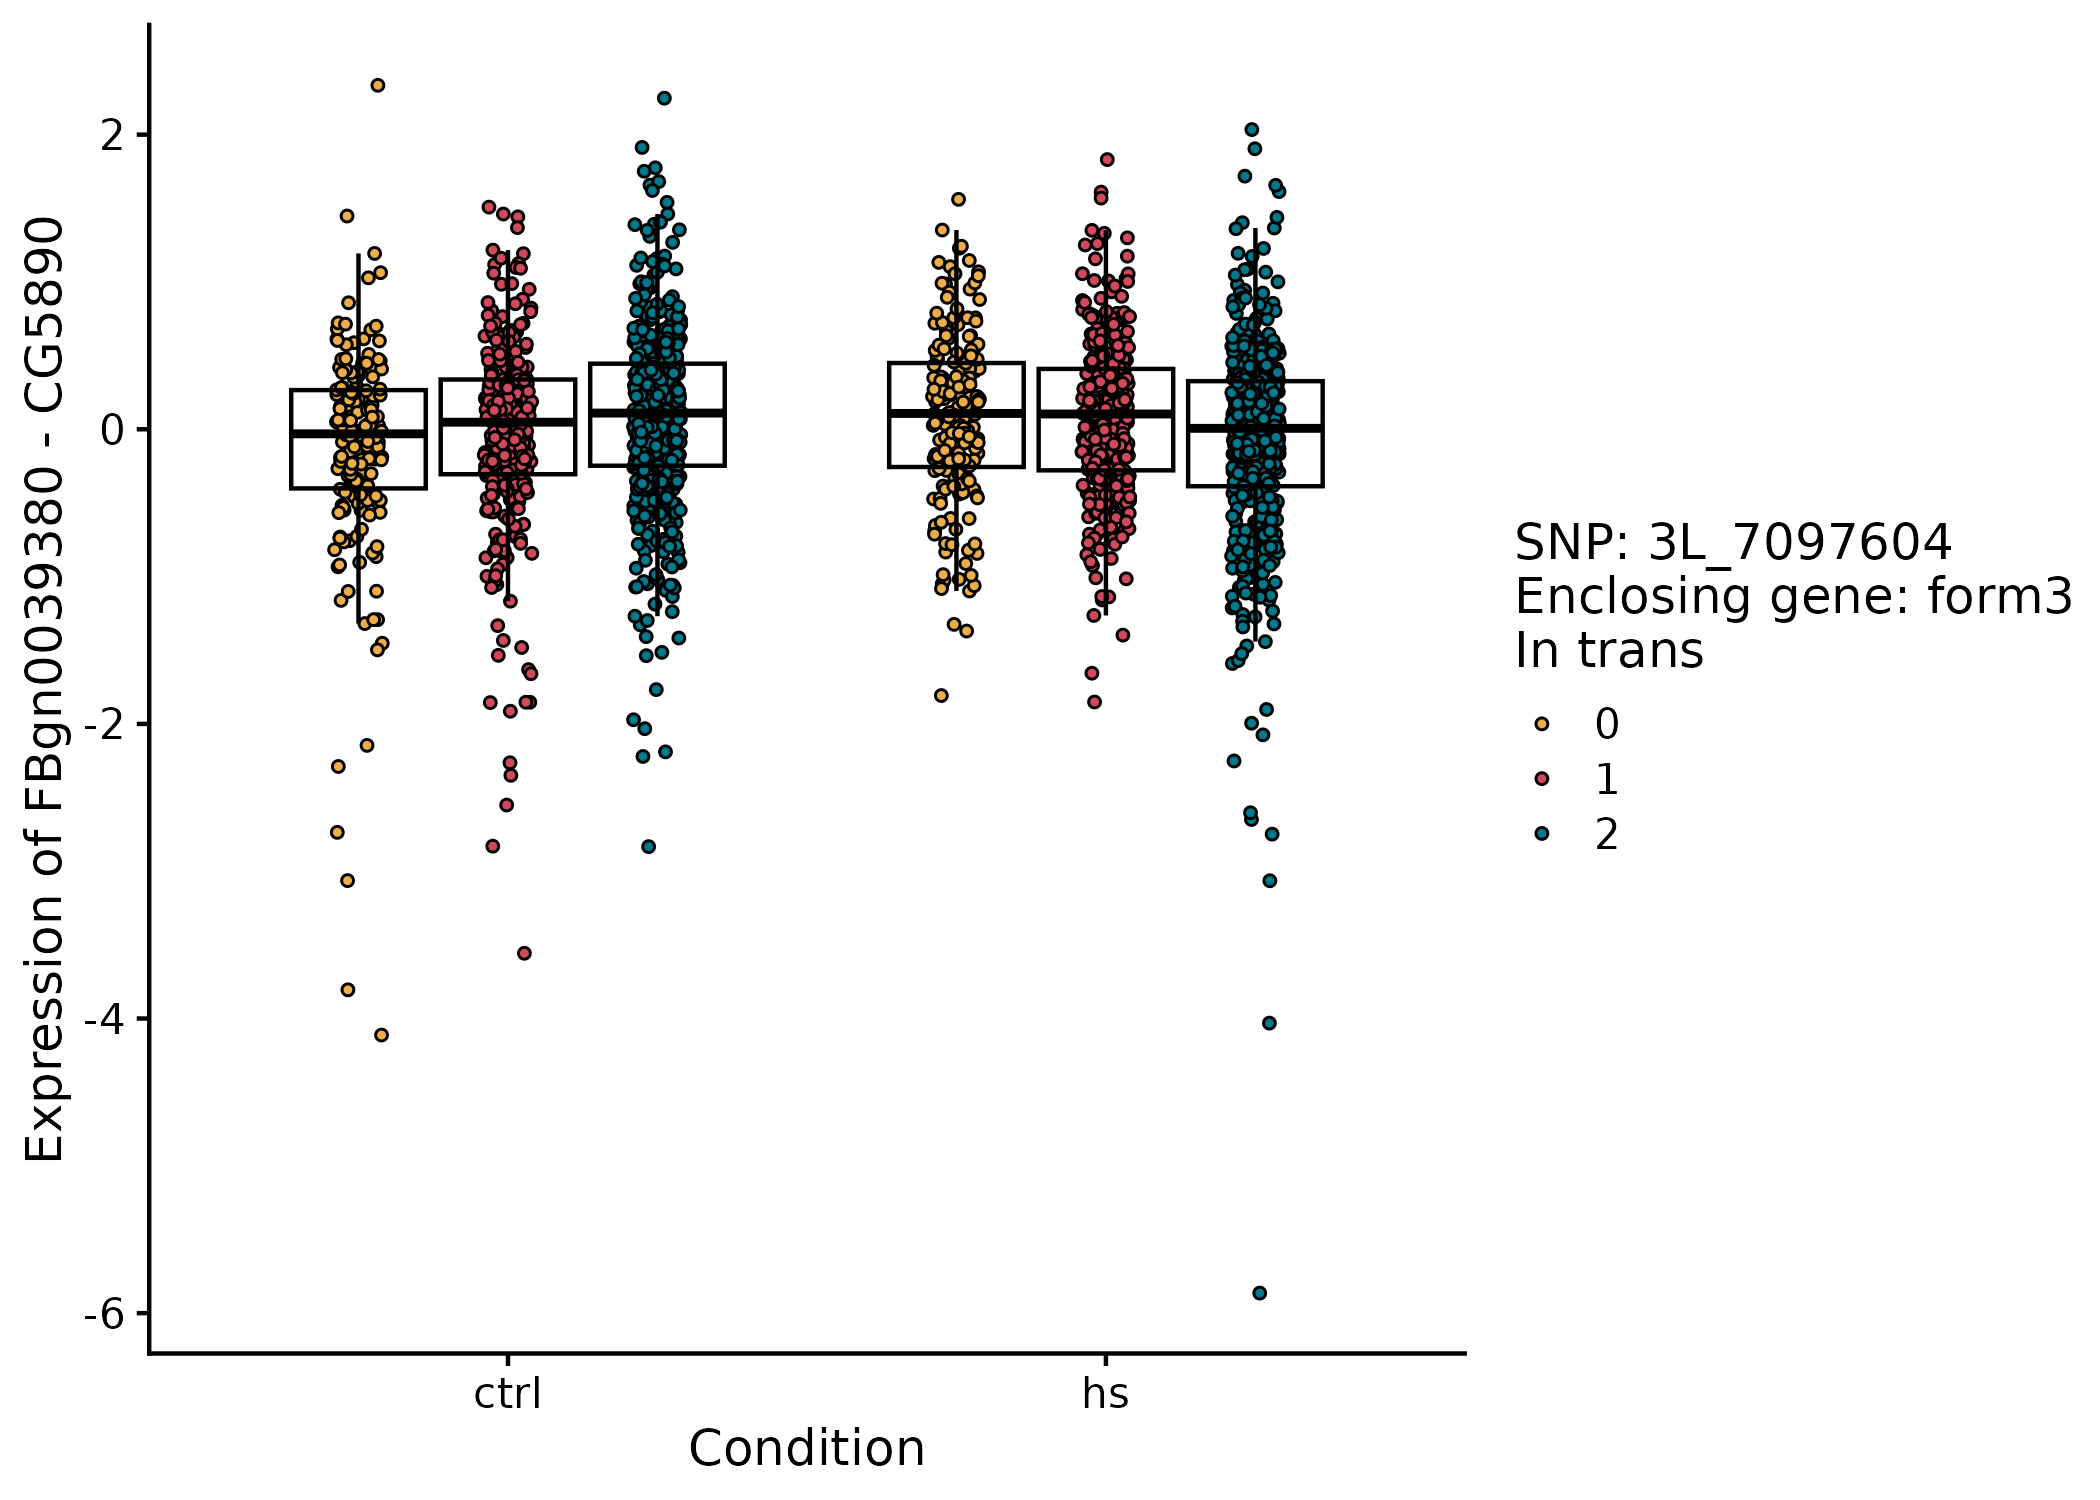 Expression of FBgn0039380 - CG5890
2
0
-2
-4
-6
ctrl
hs
Condition
SNP: 3L_7097604
Enclosing gene: form3
In trans
0
1
2